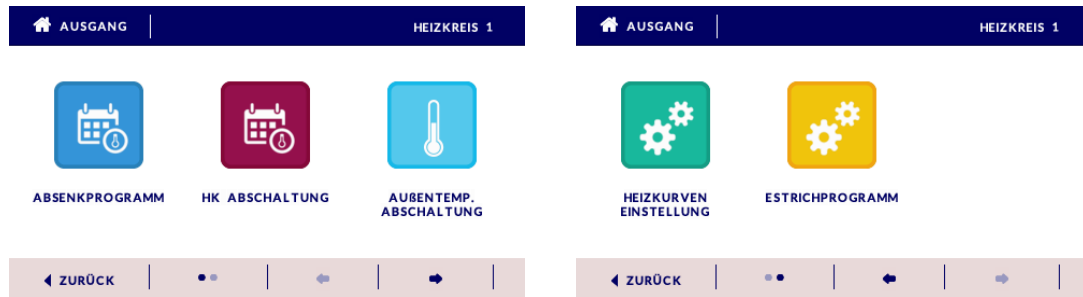 AUSGANG
HEIZKREIS 1
ABSENKPROGRAMM
HK ABSCHALTUNG
AUßENTEMP.
ABSCHALTUNG
ZURÜCK
AUSGANG
HEIZKREIS 1
HEIZKURVEN
EINSTELLUNG
ESTRICHPROGRAMM
ZURÜCK